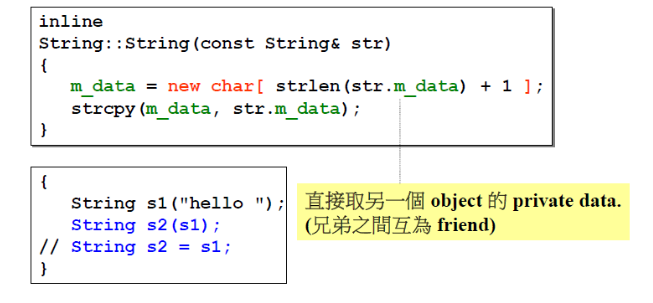 inline
String::String(const String& str)
{
   m_data = new char[ strlen(str.m_data) + 1 ];
   strcpy(m_data, str.m_data);
}
{
   String s1("hello ");
   String s2(s1);
// String s2 = s1;
}
直接取另一個 object 的 private data.
(兄弟之間互為 friend)